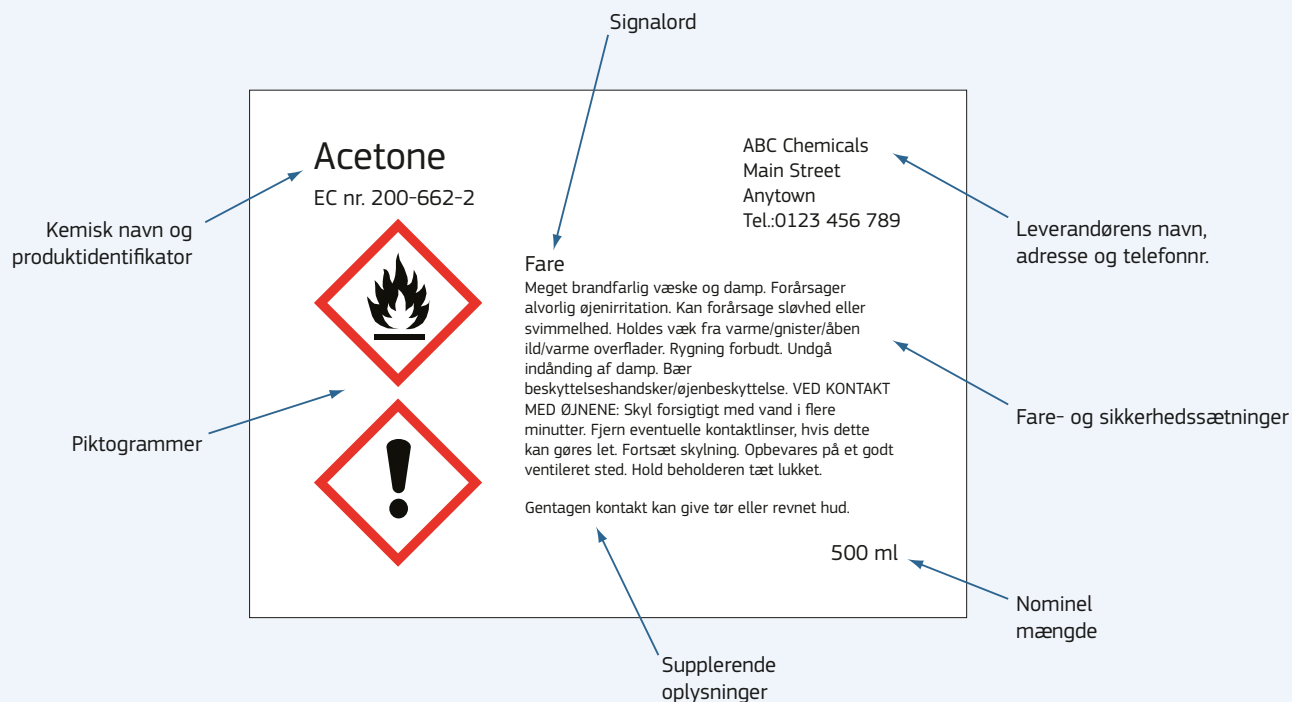 Signalord
Acetone
EC nr. 200-662-2
ABC Chemicals
Main Street
Anytown
Tel.:0123 456 789
Kemisk navn og
produktidentifikator
Leverandørens navn,
adresse og telefonnr.
Fare
Meget brandfarlig væske og damp. Forårsager
alvorlig øjenirritation. Kan forårsage sløvhed eller
svimmelhed. Holdes væk fra varme/gnister/åben
ild/varme overflader. Rygning forbudt. Undgå
indånding af damp. Bær
beskyttelseshandsker/øjenbeskyttelse. VED KONTAKT
MED ØJNENE: Skyl forsigtigt med vand i flere
minutter. Fjern eventuelle kontaktlinser, hvis dette
kan gøres let. Fortsæt skylning. Opbevares på et godt
ventileret sted. Hold beholderen tæt lukket.
Gentagen kontakt kan give tør eller revnet hud.
Piktogrammer
Fare- og sikkerhedssætninger
500 ml
Nominel
mængde
Supplerende
oplysninger